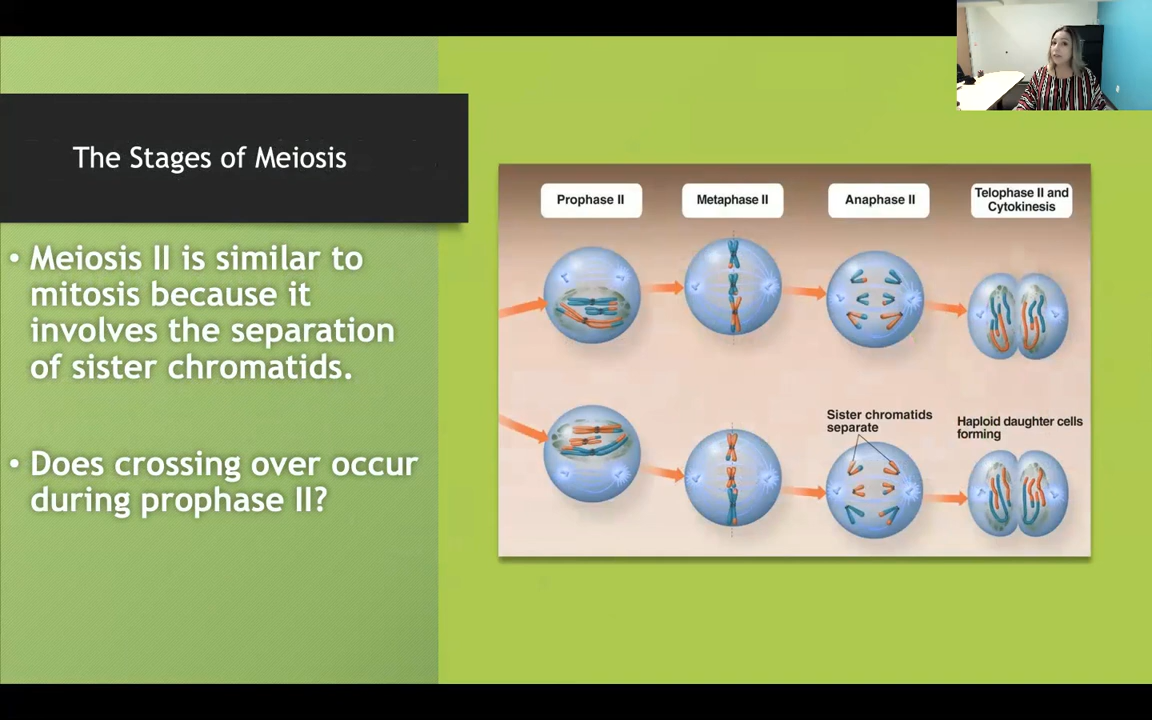 The Stages of Meiosis
• Meiosis II is similar to
mitosis because it
involves the separation
of sister chromatids.
• Does crossing over occur
during prophase II?
Prophase II
Metaphase II
Anaphase II
Telophase II and
Cytokinesis
Sister chromatids
separate
Haploid daughter cells
forming